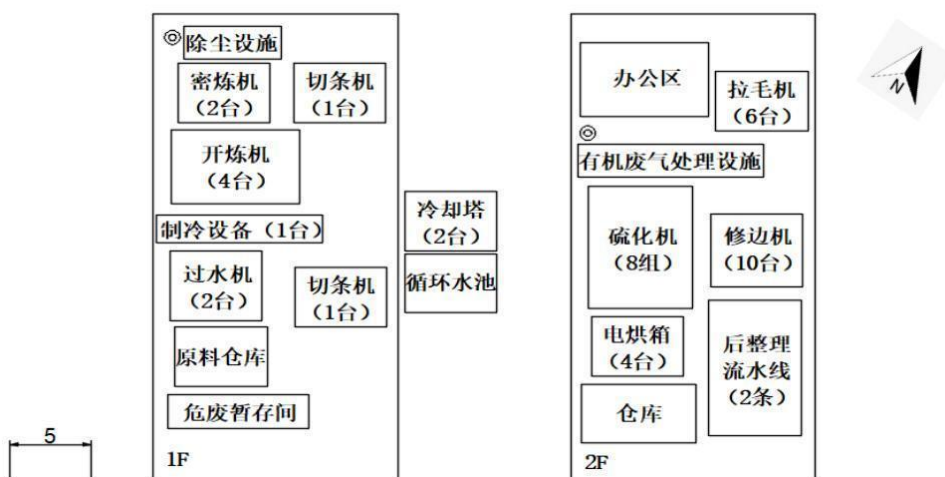 除尘设施
密炼机
（2台）
切条机
（1台）
开炼机
（4台）
制冷设备（1台）
过水机
（2台）
切条机
（1台）
原料仓库
危废暂存间
1F
冷却塔
（2台）
循环水池
办公区
拉毛机
（6台）
有机废气处理设施
硫化机
（8组）
修边机
（10台）
电烘箱
（4台）
后整理
流水线
（2条）
仓库
2F
N
5